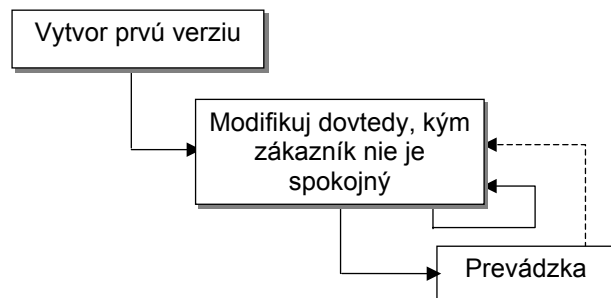 Vytvor prvú verziu
Modifikuj dovtedy, kým
zákazník nie je
spokojný
Prevádzka